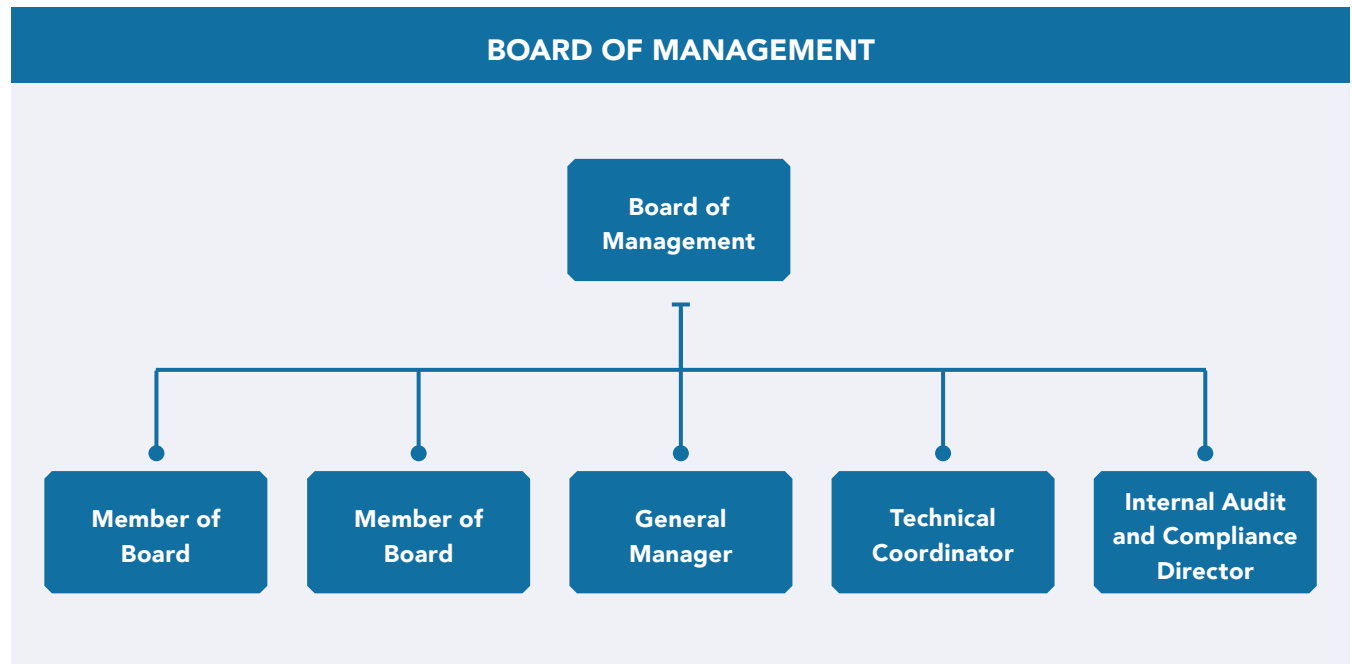 BOARD OF MANAGEMENT
Board of
Management
Member of
Board
Member of
Board
General
Manager
Technical
Coordinator
Internal Audit
and Compliance
Director